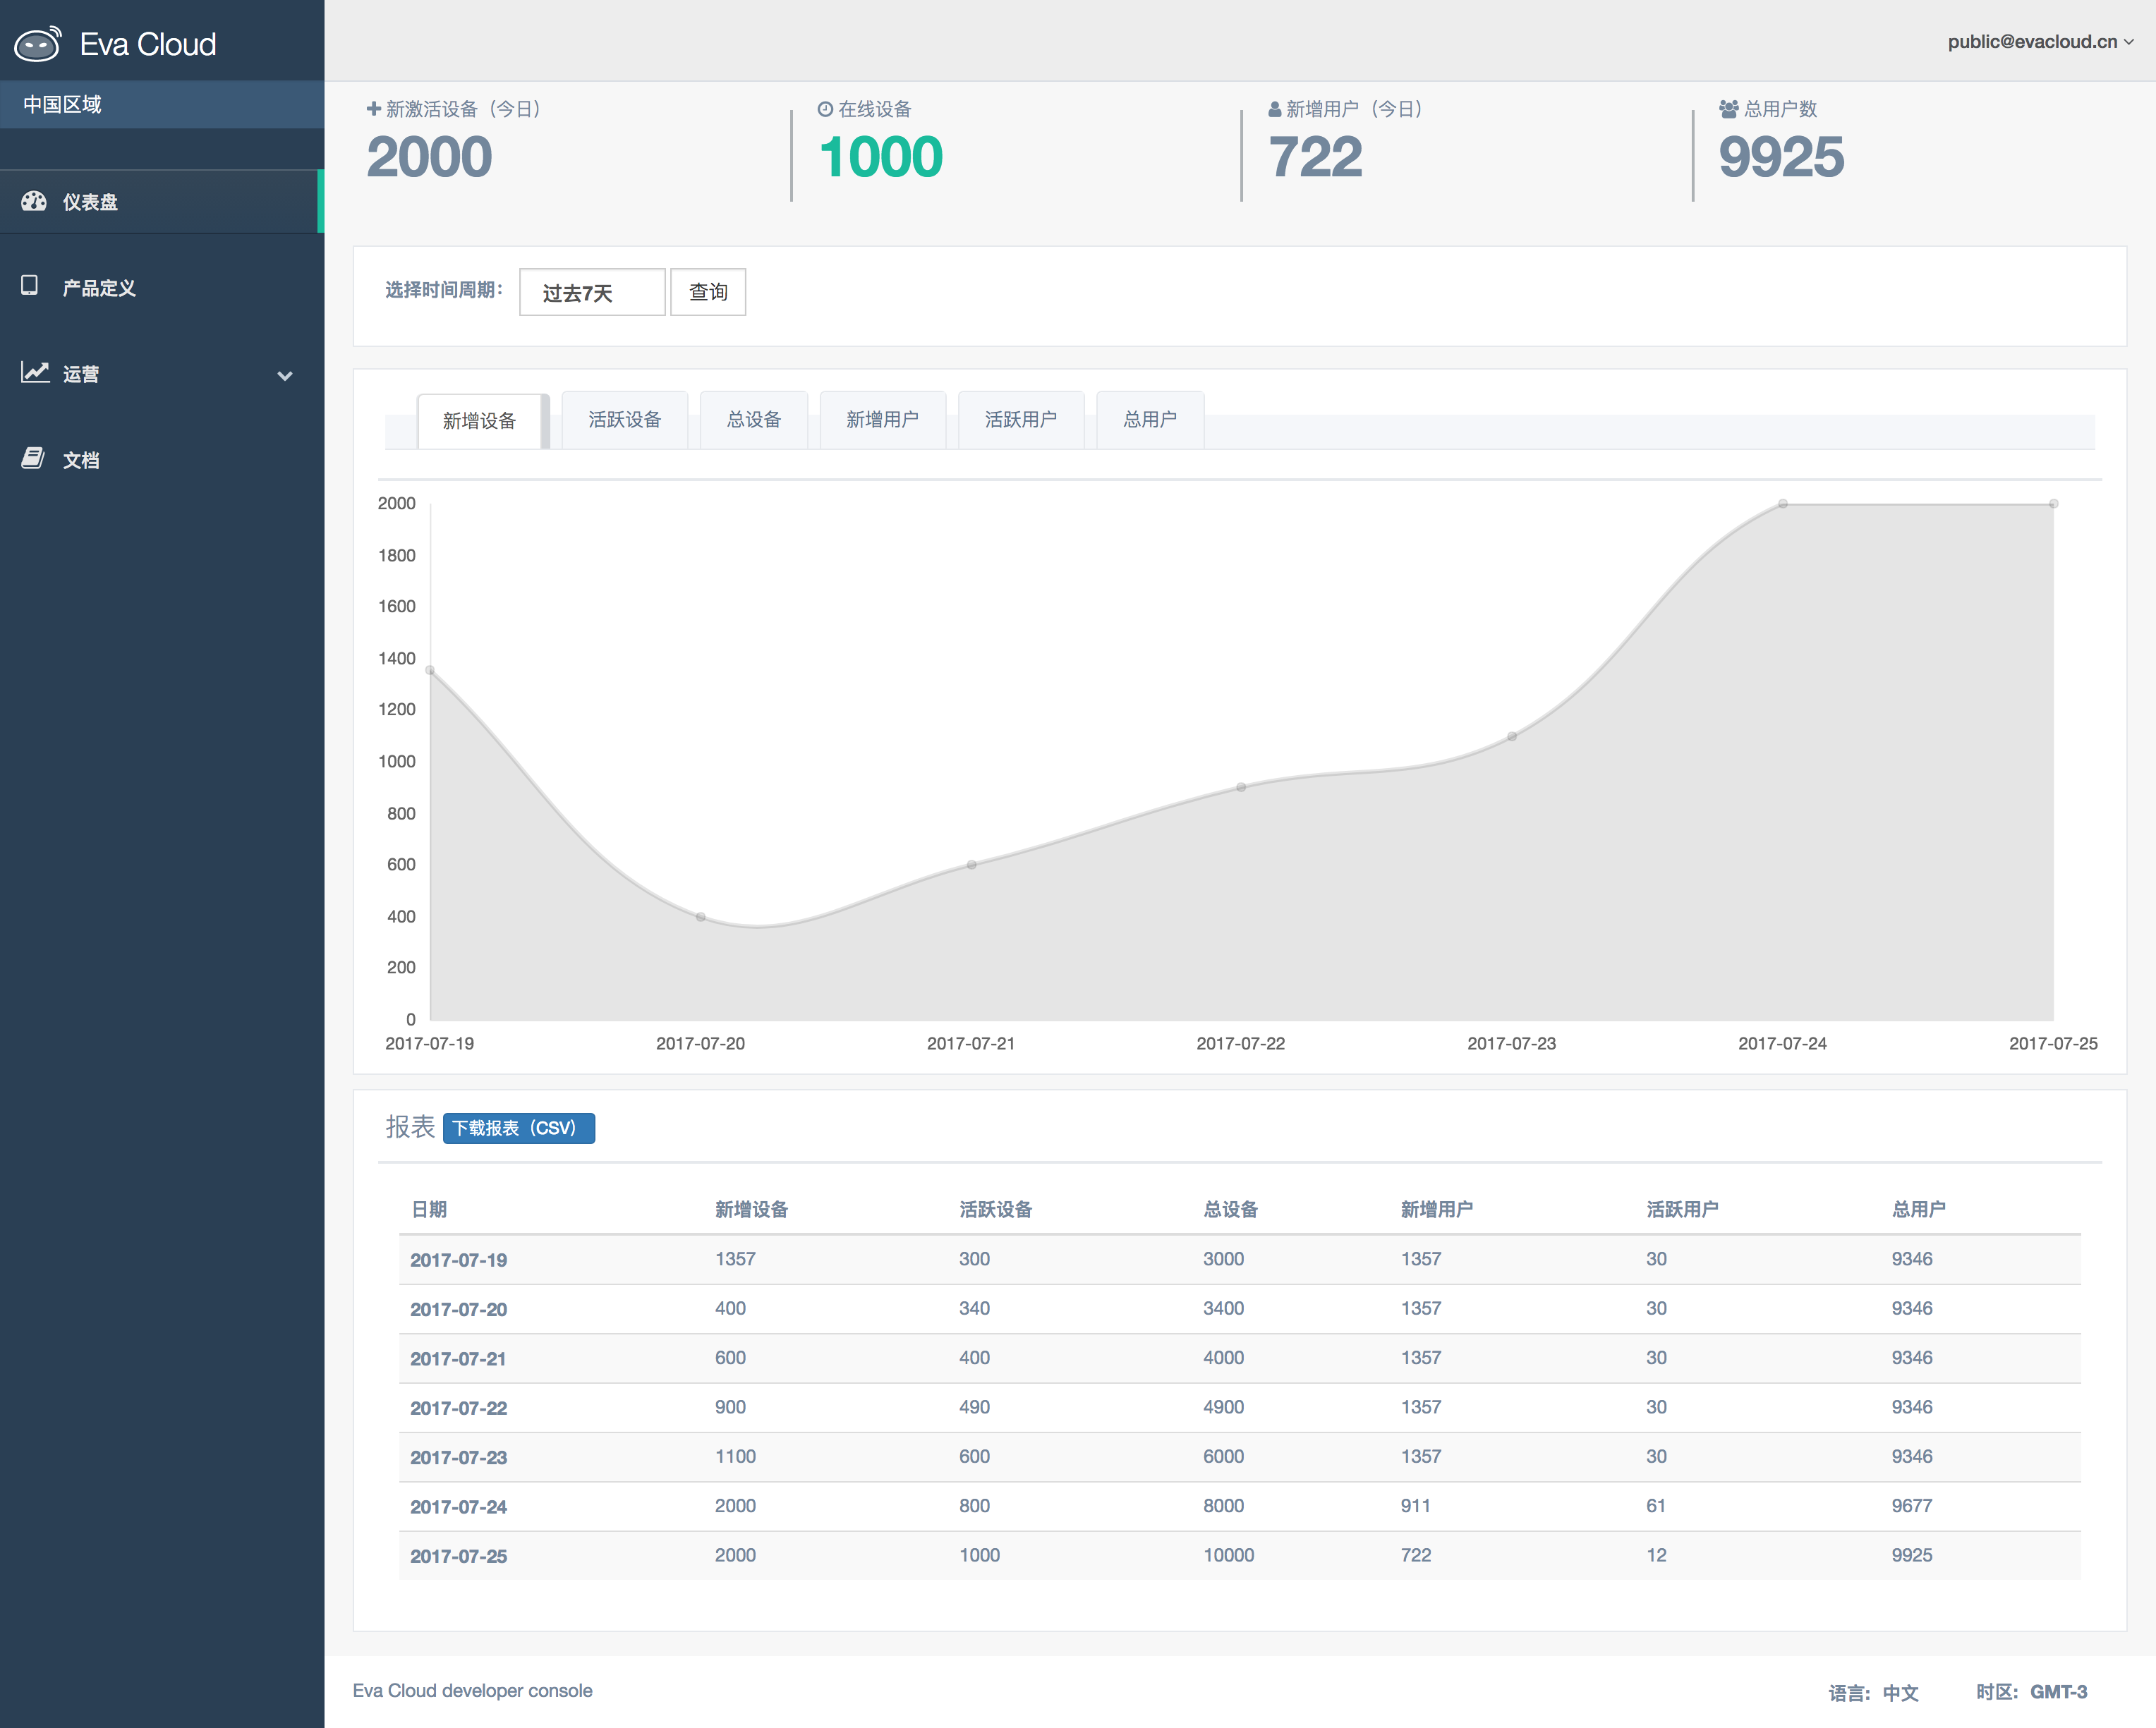 Eva Cloud
public@evacloud.cn
中国区域
仪表盘
产品定义
运营
文档
新激活设备（今日） 在线设备 新增用户（今日） 总用户数
2000 1000 722 9925
选择时间周期： 过去7天 查询
新增设备 活跃设备 总设备 新增用户 活跃用户 总用户
2000
1800
1600
1400
1200
1000
800
600
400
200
0
2017-07-19 2017-07-20 2017-07-21 2017-07-22 2017-07-23 2017-07-24 2017-07-25
报表 下载报表（CSV）
日期 新增设备 活跃设备 总设备 新增用户 活跃用户 总用户
2017-07-19 1357 300 3000 1357 30 9346
2017-07-20 400 340 3400 1357 30 9346
2017-07-21 600 400 4000 1357 30 9346
2017-07-22 900 490 4900 1357 30 9346
2017-07-23 1100 600 6000 1357 30 9346
2017-07-24 2000 800 8000 911 61 9677
2017-07-25 2000 1000 10000 722 12 9925
Eva Cloud developer console 语言： 中文 时区： GMT-3